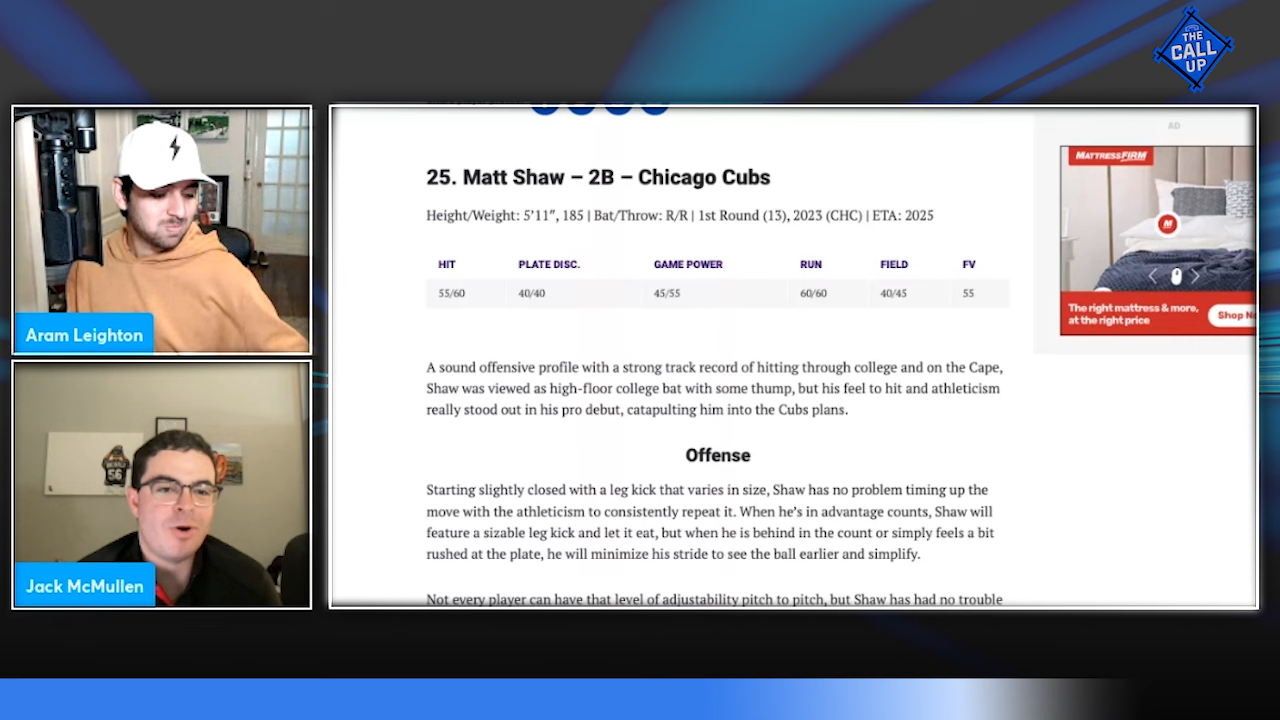 THE
CALL
UP
Aram Leighton
Jack McMullen
56
25. Matt Shaw – 2B – Chicago Cubs
Height/Weight: 5’11″, 185 | Bat/Throw: R/R | 1st Round (13), 2023 (CHC) | ETA: 2025
HIT PLATE DISC. GAME POWER RUN FIELD FV
55/60 40/40 45/55 60/60 40/45 55
A sound offensive profile with a strong track record of hitting through college and on the Cape,
Shaw was viewed as high-floor college bat with some thump, but his feel to hit and athleticism
really stood out in his pro debut, catapulting him into the Cubs plans.
Offense
Starting slightly closed with a leg kick that varies in size, Shaw has no problem timing up the
move with the athleticism to consistently repeat it. When he’s in advantage counts, Shaw will
feature a sizable leg kick and let it eat, but when he is behind in the count or simply feels a bit
rushed at the plate, he will minimize his stride to see the ball earlier and simplify.
Not every player can have that level of adjustability pitch to pitch, but Shaw has had no trouble
AD
MATTRESSFIRM
M
The right mattress & more,
at the right price
Shop N